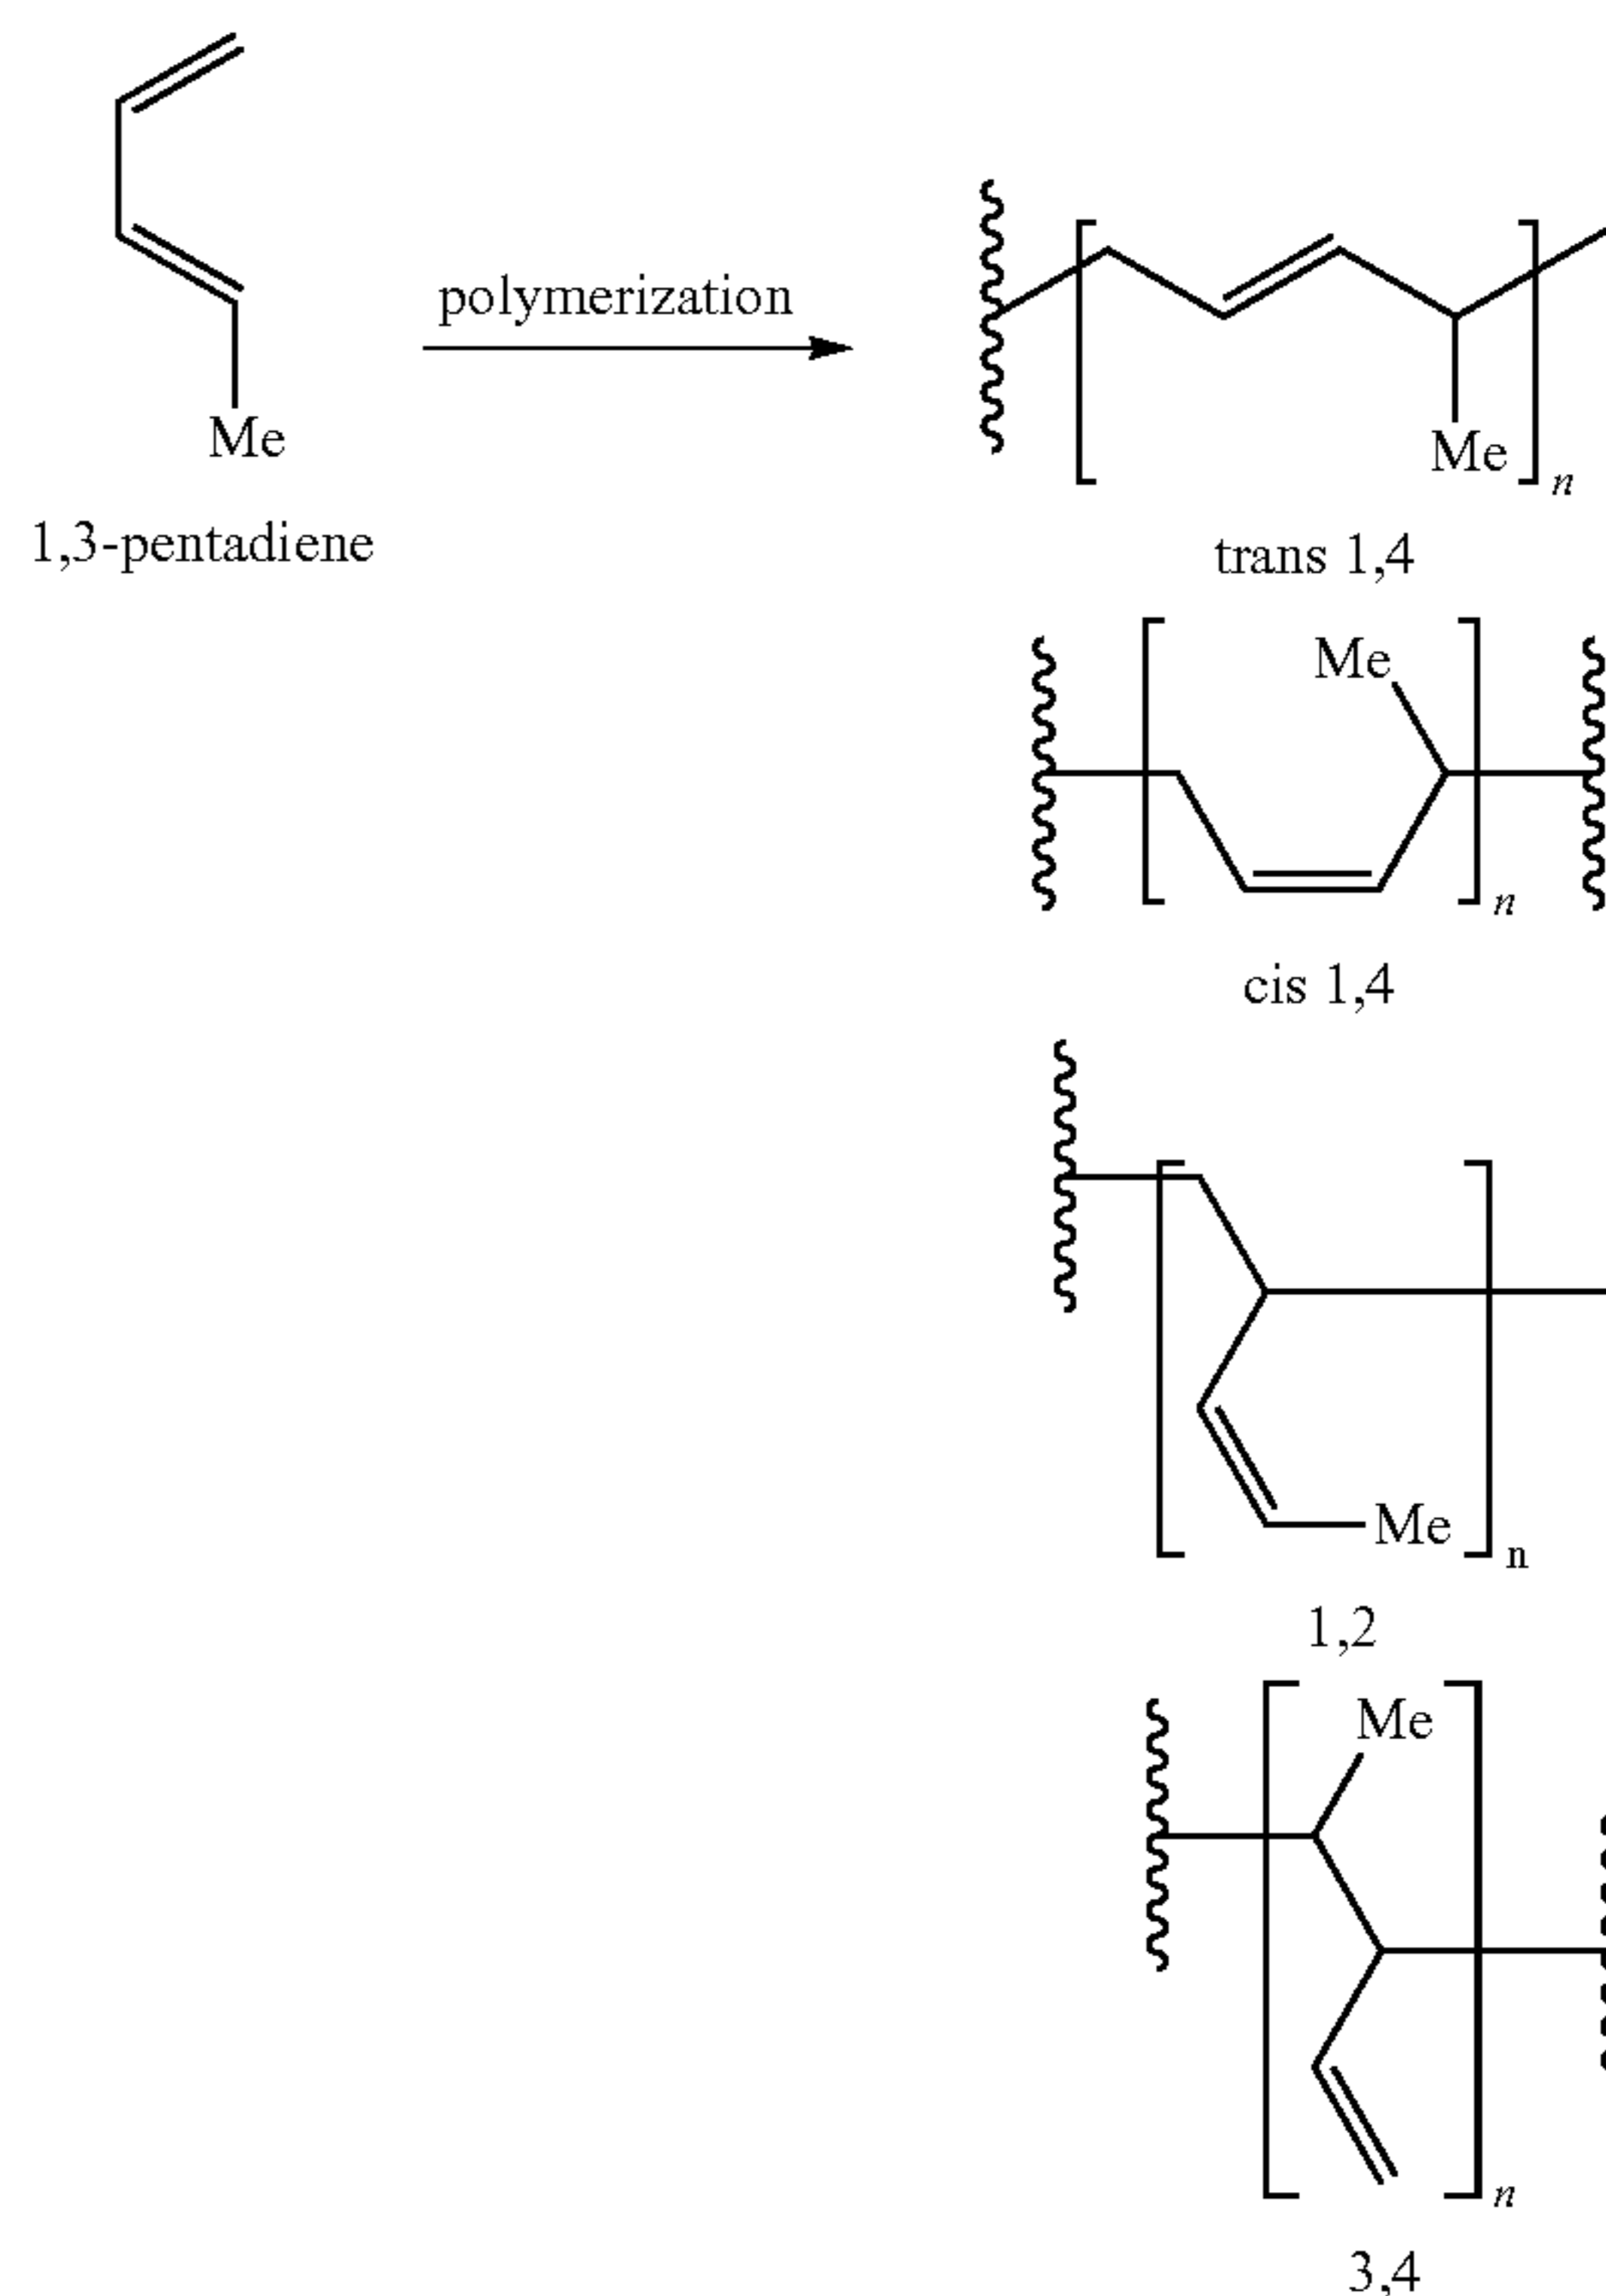 polymerization
Me
1,3-pentadiene
Me
n
trans 1,4
Me
n
cis 1,4
Me
n
1,2
Me
n
3,4